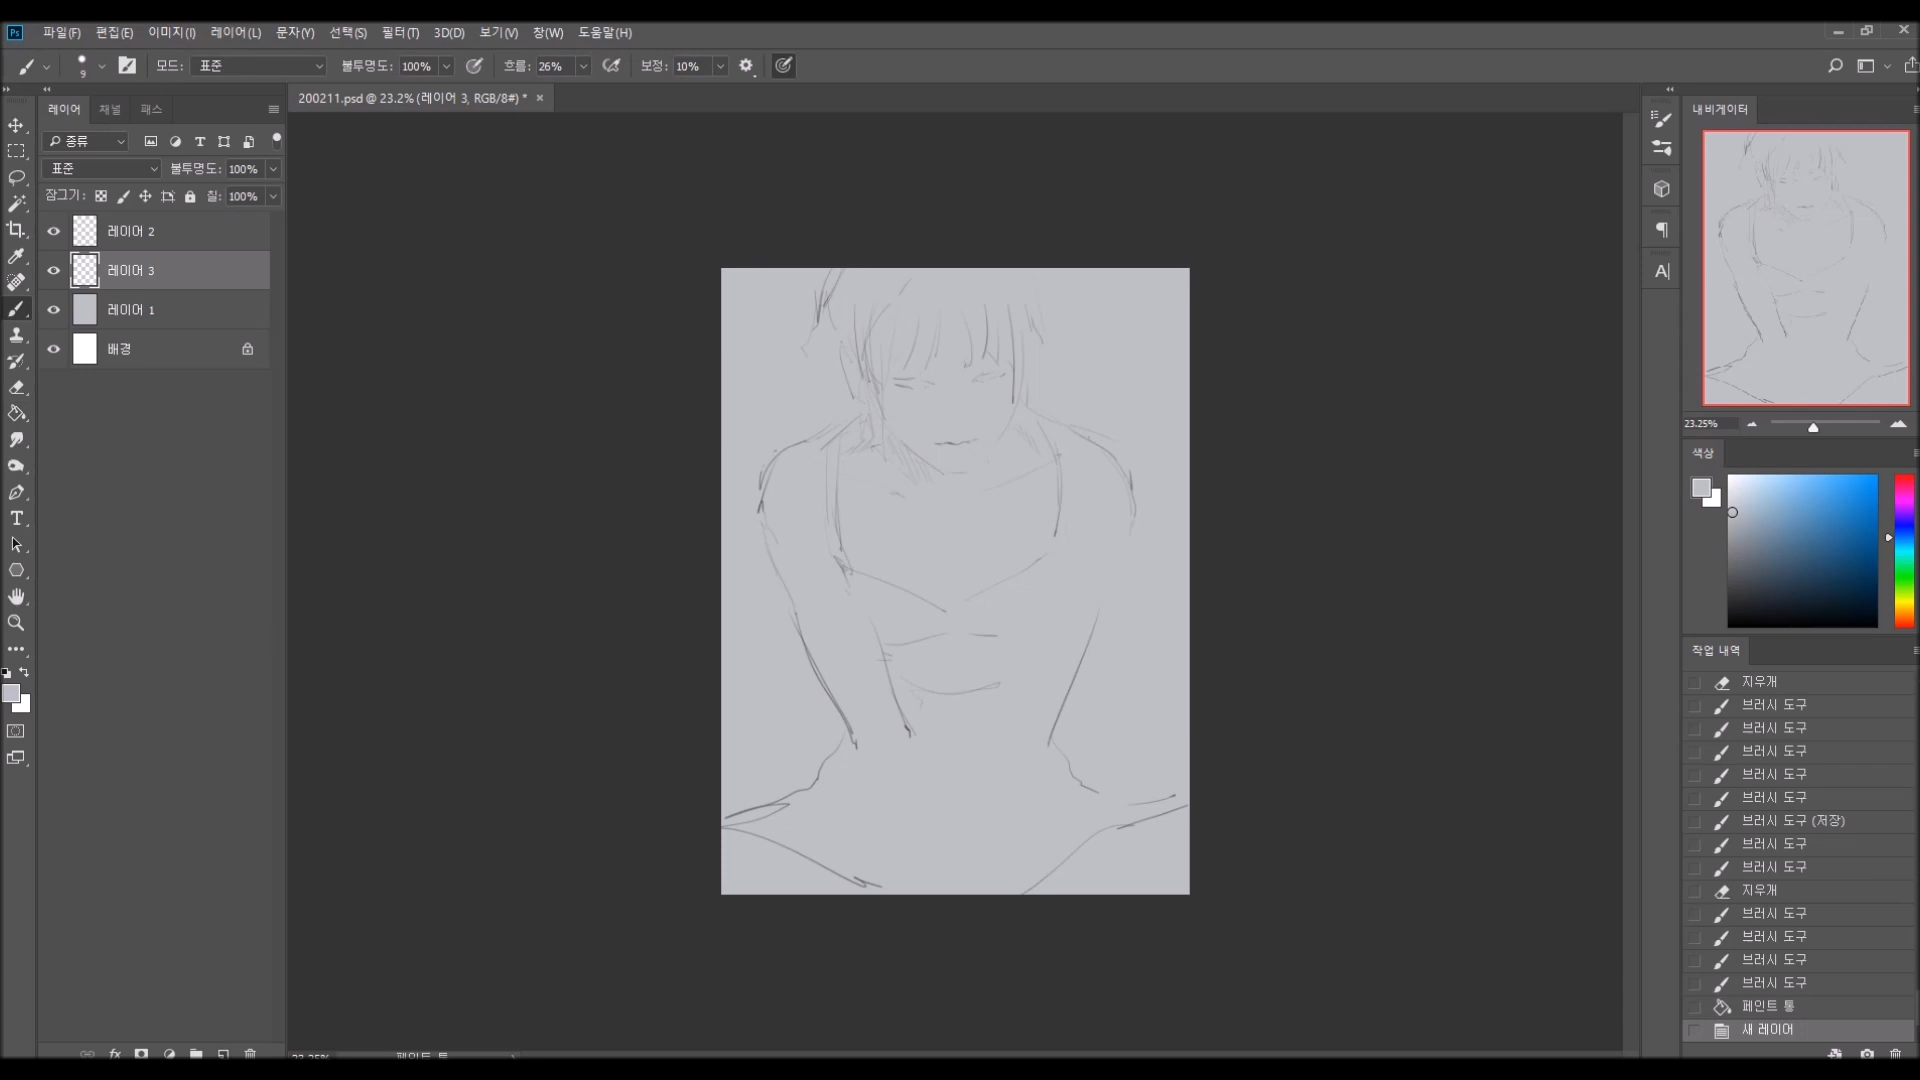 Ps 파일(F) 편집(E) 이미지(I) 레이어(L) 문자(Y) 선택(S) 필터(T) 3D(D) 보기(V) 창(W) 도움말(H)
9 모드: 표준 불투명도: 100% 흐름: 26% 보정: 10%
레이어 채널 패스
200211.psd @ 23.2% (레이어 3, RGB/8#) *
내비게이터
종류
표준 불투명도: 100%
잠그기: 칠: 100%
레이어 2
레이어 3
레이어 1
배경
23.25%
색상
작업 내역
지우개
브러시 도구
브러시 도구
브러시 도구
브러시 도구
브러시 도구
브러시 도구 (저장)
브러시 도구
브러시 도구
지우개
브러시 도구
브러시 도구
브러시 도구
브러시 도구
페인트 통
새 레이어
fx
23.25% 페인트 통